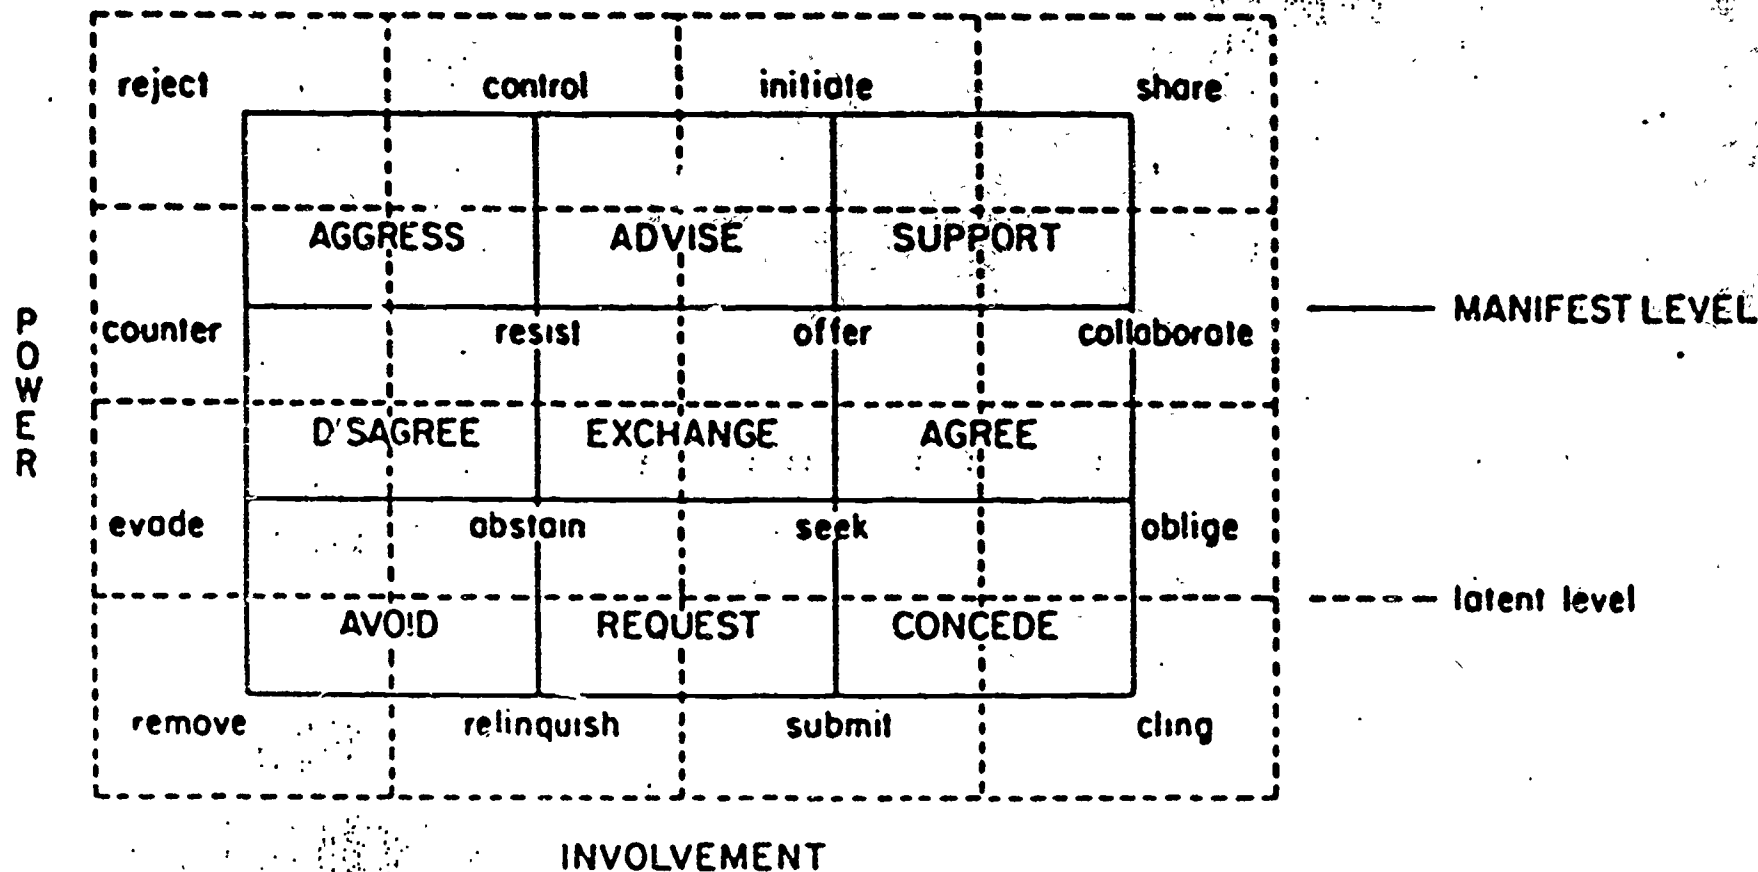 reject control initiate share
AGGRESS ADVISE SUPPORT
counter resist offer collaborate
MANIFEST LEVEL
POWER
D'SAGREE EXCHANGE AGREE
evade abstain seek oblige
latent level
AVO!D REQUEST CONCEDE
remove relinquish submit cling
INVOLVEMENT